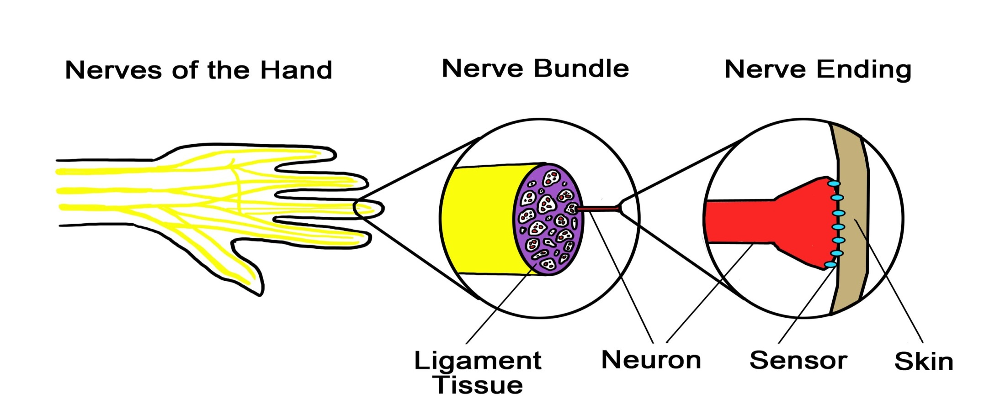 Nerves of the Hand
Nerve Bundle
Nerve Ending
Ligament
Tissue
Neuron
Sensor
Skin